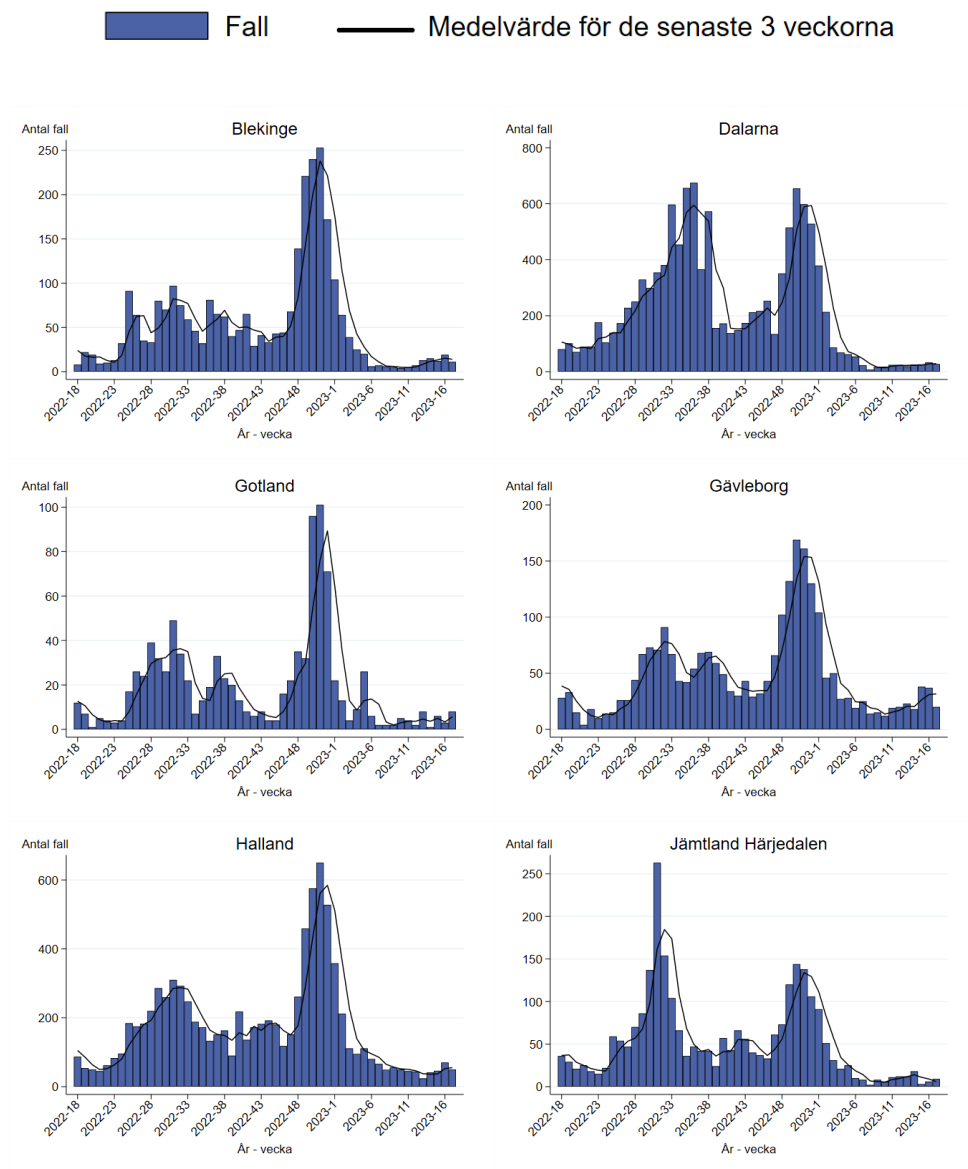 Fall Medelvärde för de senaste 3 veckorna
Antal fall Blekinge
250
200
150
100
50
0
2022-18 2022-23 2022-28 2022-33 2022-38 2022-43 2022-48 2023-1 2023-6 2023-11 2023-16
År - vecka
Antal fall Dalarna
800
600
400
200
0
2022-18 2022-23 2022-28 2022-33 2022-38 2022-43 2022-48 2023-1 2023-6 2023-11 2023-16
År - vecka
Antal fall Gotland
100
80
60
40
20
0
2022-18 2022-23 2022-28 2022-33 2022-38 2022-43 2022-48 2023-1 2023-6 2023-11 2023-16
År - vecka
Antal fall Gävleborg
200
150
100
50
0
2022-18 2022-23 2022-28 2022-33 2022-38 2022-43 2022-48 2023-1 2023-6 2023-11 2023-16
År - vecka
Antal fall Halland
600
400
200
0
2022-18 2022-23 2022-28 2022-33 2022-38 2022-43 2022-48 2023-1 2023-6 2023-11 2023-16
År - vecka
Antal fall Jämtland Härjedalen
250
200
150
100
50
0
2022-18 2022-23 2022-28 2022-33 2022-38 2022-43 2022-48 2023-1 2023-6 2023-11 2023-16
År - vecka